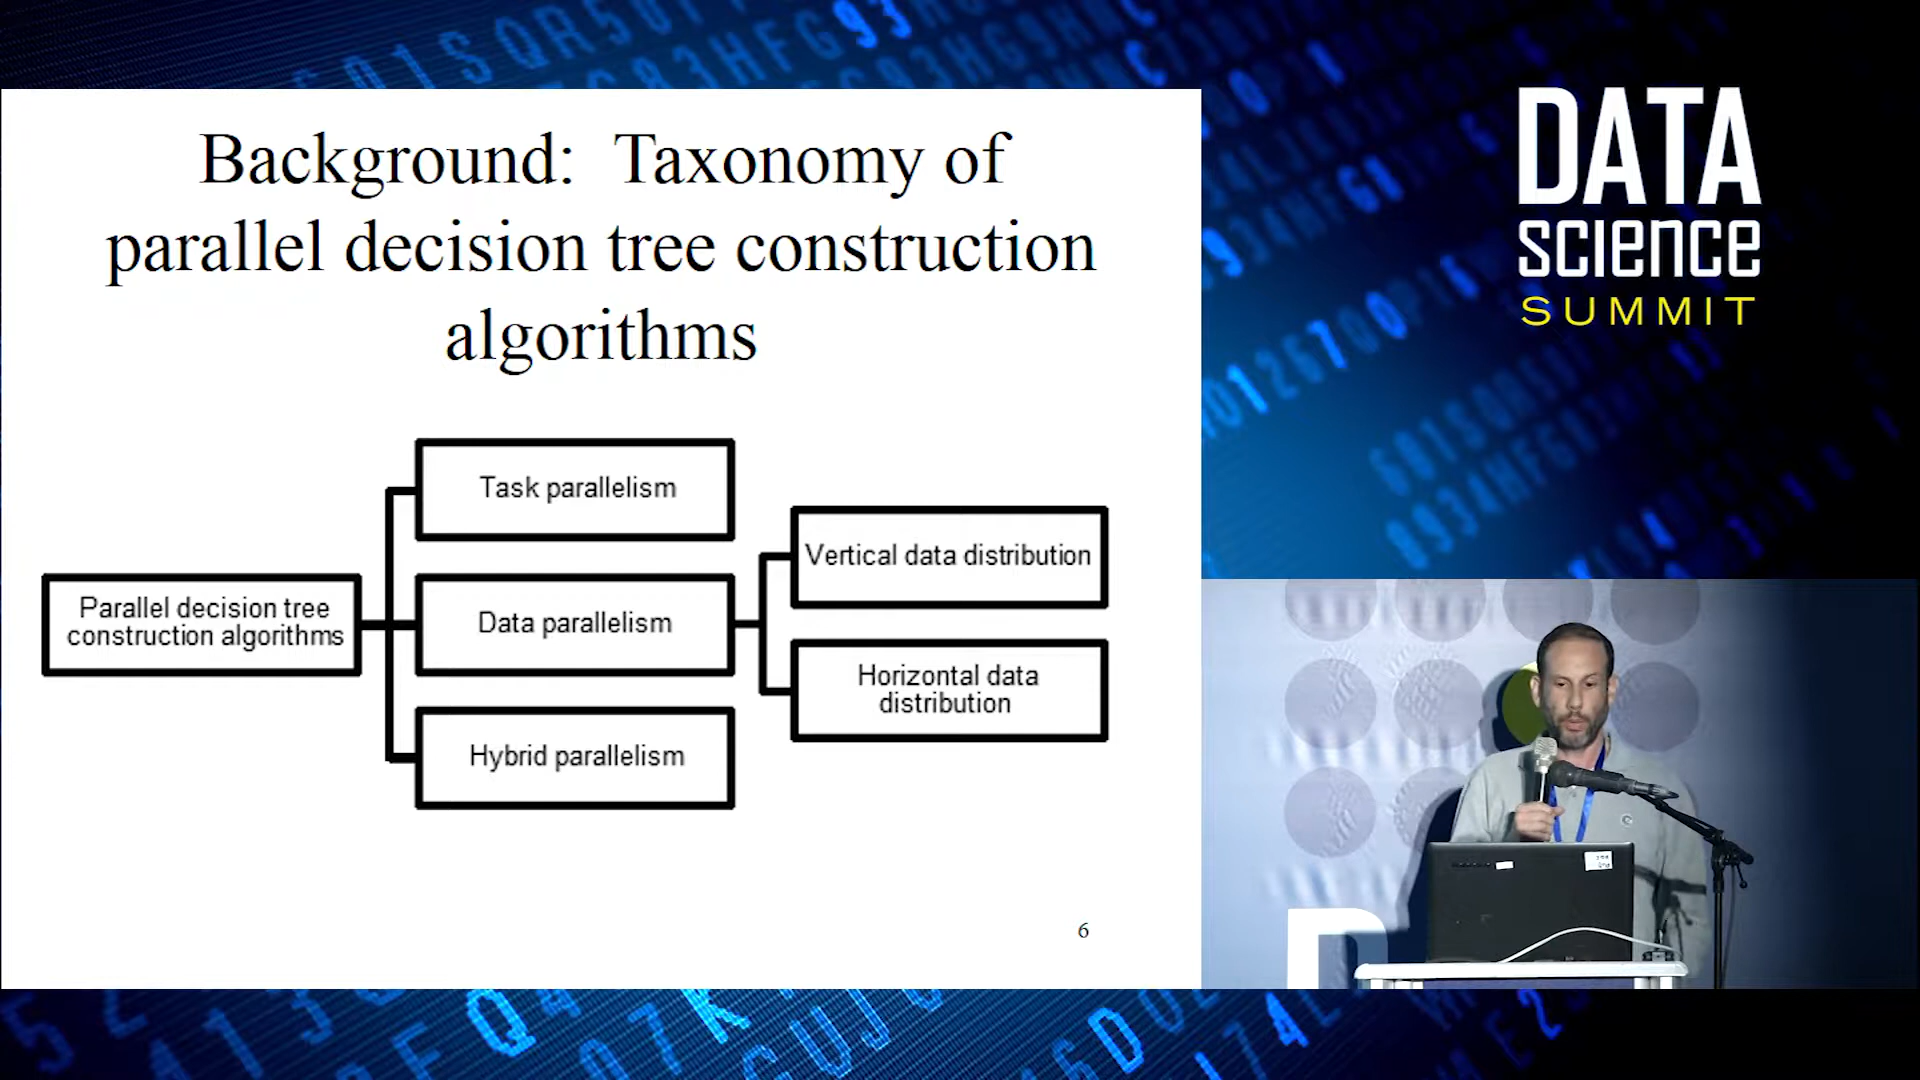 Background:  Taxonomy of
parallel decision tree construction
algorithms
Task parallelism
Vertical data distribution
Parallel decision tree
construction algorithms
Data parallelism
Horizontal data
distribution
Hybrid parallelism
6
DATA
SCIENCE
SUMMIT